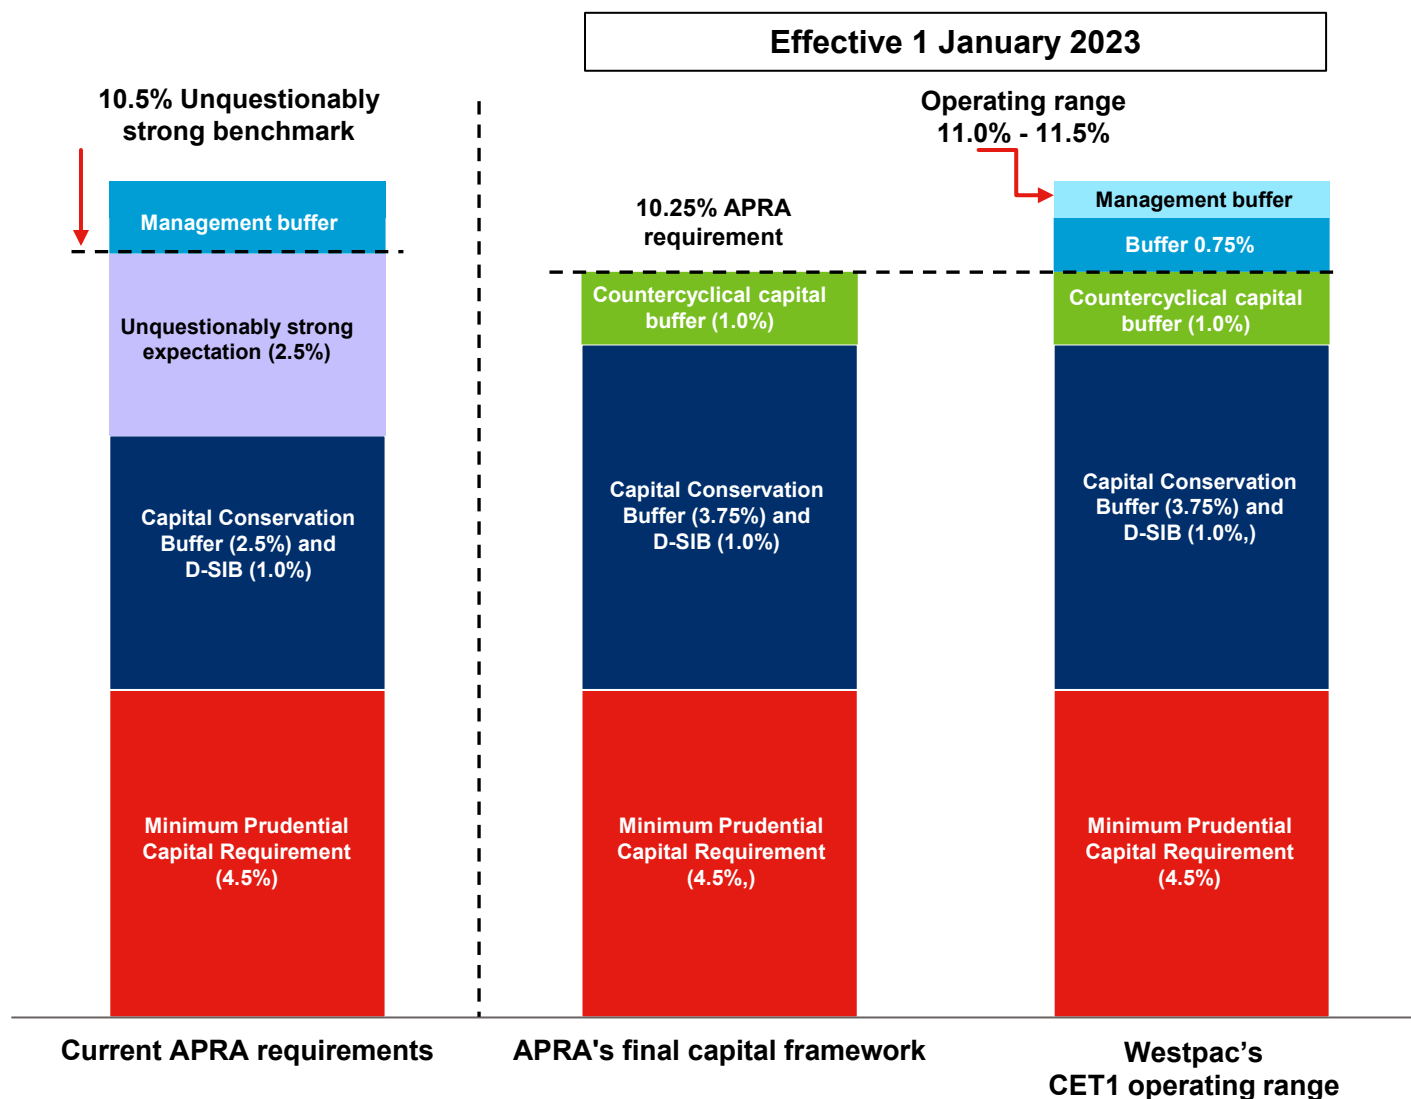 Effective 1 January 2023
10.5% Unquestionably
strong benchmark
Management buffer
Unquestionably strong
expectation (2.5%)
Capital Conservation
Buffer (2.5%) and
D-SIB (1.0%)
Minimum Prudential
Capital Requirement
(4.5%)
Current APRA requirements
10.25% APRA
requirement
Countercyclical capital
buffer (1.0%)
Capital Conservation
Buffer (3.75%) and
D-SIB (1.0%)
Minimum Prudential
Capital Requirement
(4.5%,)
APRA's final capital framework
Operating range
11.0% - 11.5%
Management buffer
Buffer 0.75%
Countercyclical capital
buffer (1.0%)
Capital Conservation
Buffer (3.75%) and
D-SIB (1.0%,)
Minimum Prudential
Capital Requirement
(4.5%)
Westpac’s
CET1 operating range